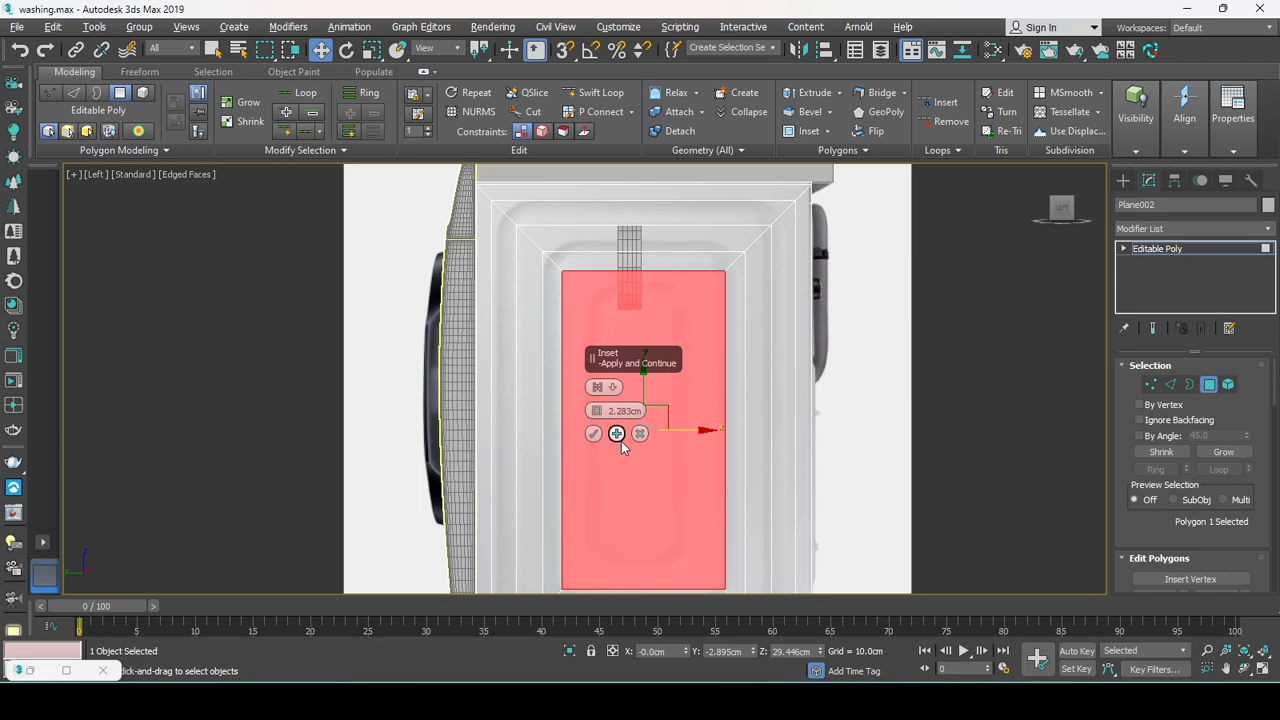 washing.max - Autodesk 3ds Max 2019
File Edit Tools Group Views Create Modifiers Animation Graph Editors Rendering Civil View Customize Scripting Interactive Content Arnold Help
Sign In Workspaces: Default
All View Create Selection Se
Modeling Freeform Selection Object Paint Populate
Editable Poly
Polygon Modeling
Grow
Shrink
Loop
Ring
Modify Selection
1
Repeat QSlice Swift Loop
NURMS Cut P Connect
Constraints:
Edit
Relax Create
Attach Collapse
Detach
Geometry (All)
Extrude Bridge
Bevel GeoPoly
Inset Flip
Polygons
Insert
Remove
Loops
Edit
Turn
Re-Tri
Tris
MSmooth
Tessellate
Use Displac...
Subdivision
Visibility
Align
Properties
[+] [Left ] [Standard ] [Edged Faces ]
Inset
-Apply and Continue
2.283cm
y
x
Plane002
Modifier List
Editable Poly
Selection
By Vertex
Ignore Backfacing
By Angle: 45.0
Shrink Grow
Ring Loop
Preview Selection
Off SubObj Multi
Polygon 1 Selected
Edit Polygons
Insert Vertex
0 / 100
0 5 10 15 20 25 30 35 40 45 50 55 60 65 70 75 80 85 90 95 100
1 Object Selected
lick-and-drag to select objects
X: -0.0cm Y: -2.895cm Z: 29.446cm Grid = 10.0cm
Add Time Tag
0
Auto Key Selected
Set Key Key Filters...